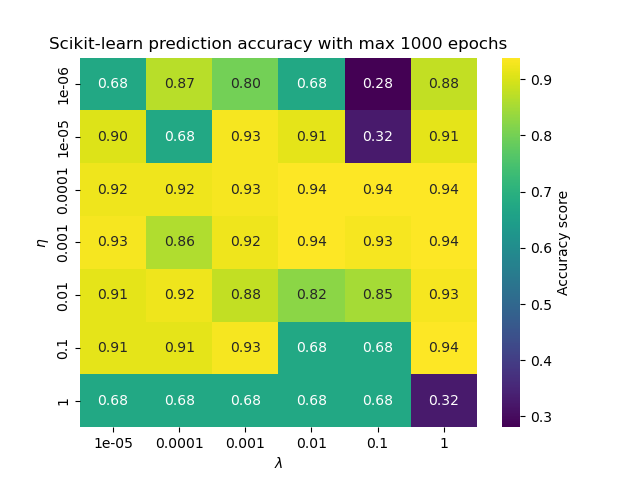 Scikit-learn prediction accuracy with max 1000 epochs
1e-06 0.68 0.87 0.80 0.68 0.28 0.88
1e-05 0.90 0.68 0.93 0.91 0.32 0.91
0.0001 0.92 0.92 0.93 0.94 0.94 0.94
0.001 0.93 0.86 0.92 0.94 0.93 0.94
0.01 0.91 0.92 0.88 0.82 0.85 0.93
0.1 0.91 0.91 0.93 0.68 0.68 0.94
1 0.68 0.68 0.68 0.68 0.68 0.32
η
1e-05 0.0001 0.001 0.01 0.1 1
λ
0.9
0.8
0.7
0.6
0.5
0.4
0.3
Accuracy score